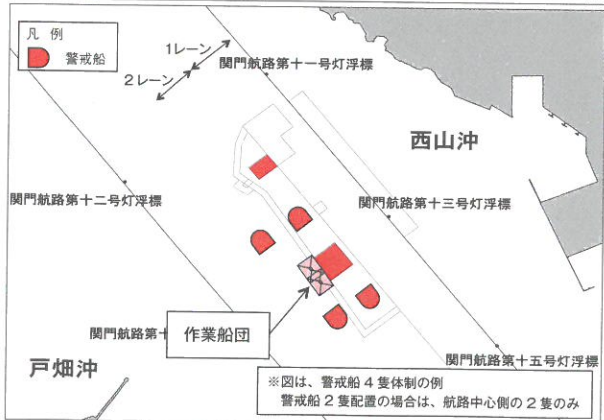 凡 例
警戒船
1レーン
2レーン
関門航路第十一号灯浮標
西山沖
関門航路第十二号灯浮標
関門航路第十三号灯浮標
関門航路第十
作業船団
関門航路第十五号灯浮標
戸畑沖
※図は、警戒船4隻体制の例
警戒船2隻配置の場合は、航路中心側の2隻のみ